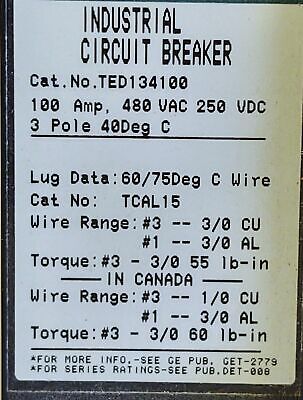 INDUSTRIAL
CIRCUIT BREAKER
Cat.No.TED134100
100 Amp, 480 VAC 250 VDC
3 Pole 40Deg C
Lug Data:60/75Deg C Wire
Cat No: TCAL15
Wire Range:#3 -- 3/0 CU
#1 -- 3/0 AL
Torque:#3 - 3/0 55 lb-in
IN CANADA
Wire Range:#3 -- 1/0 CU
#1 -- 3/0 AL
Torque:#3 - 3/0 60 lb-in
*FOR MORE INFO.-SEE GE PUB. GET-2779
*FOR SERIES RATINGS-SEE PUB.DET-008